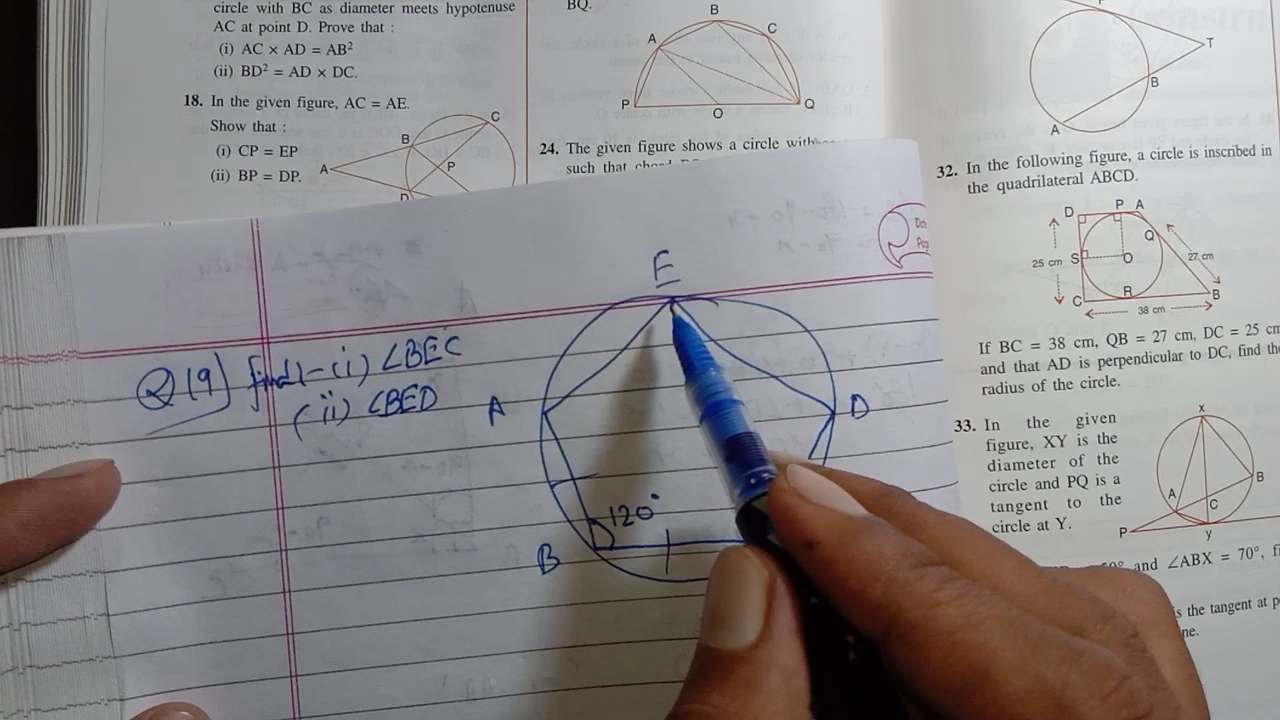 circle with BC as diameter meets hypotenuse
AC at point D. Prove that :
(i) AC × AD = AB²
(ii) BD² = AD × DC.
18. In the given figure, AC = AE.
Show that :
(i) CP = EP
(ii) BP = DP.
A
B
C
P
D
BQ.
A
B
C
P
O
Q
24. The given figure shows a circle with
such that chord
T
B
A
32. In the following figure, a circle is inscribed in
the quadrilateral ABCD.
D P A
Q
25 cm S O 27 cm
C R B
38 cm
If BC = 38 cm, QB = 27 cm, DC = 25 cm
and that AD is perpendicular to DC, find the
radius of the circle.
33. In the given
figure, XY is the
diameter of the
circle and PQ is a
tangent to the
circle at Y.
X
A
B
C
P
y
and ∠ABX = 70°,
is the tangent at
E
Q(19) find:-(i) ∠BEC
(ii) ∠BED
A
D
120°
B